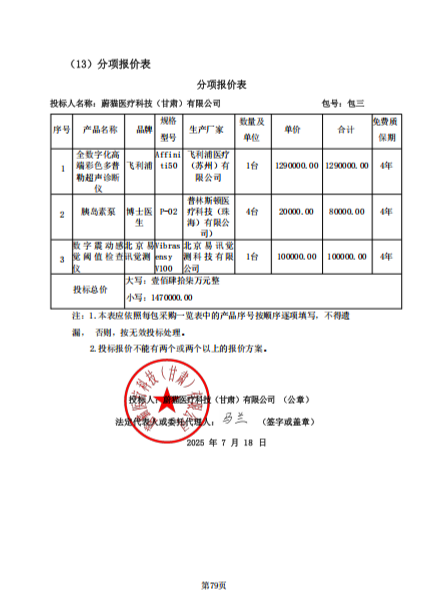 （13）分项报价表
分项报价表
投标人名称：蔚猫医疗科技（甘肃）有限公司 包号：包三
序号 产品名称 品牌 规格型号 生产厂家 数量及单位 单价 合计 免费质保期
1 全数字化高端彩色多普勒超声诊断仪 飞利浦 Affiniti50 飞利浦医疗（苏州）有限公司 1台 1290000.00 1290000.00 4年
2 胰岛素泵 博士医生 P-02 普林斯顿医疗科技（珠海）有限公司 4台 20000.00 80000.00 4年
3 数字震动感觉阈值检查仪 北京易讯觉测 Vibrasensy V100 北京易讯觉测科技有限公司 1台 100000.00 100000.00 4年
投标总价 大写：壹佰肆拾柒万元整
小写：1470000.00
注：1.本表应依照每包采购一览表中的产品序号按顺序逐项填写，不得遗
漏， 否则，按无效投标处理。
2.投标报价不能有两个或两个以上的报价方案。
投标人：蔚猫医疗科技（甘肃）有限公司 （公章）
法定代表人或委托代理人：马兰 （签字或盖章）
2025 年 7 月 18 日
第79页